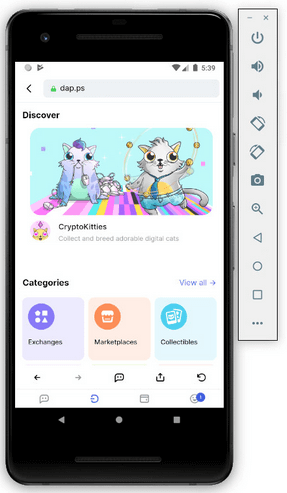 5:39
dap.ps
Discover
CryptoKitties
Collect and breed adorable digital cats
Categories
View all →
Exchanges
Marketplaces
Collectibles
1